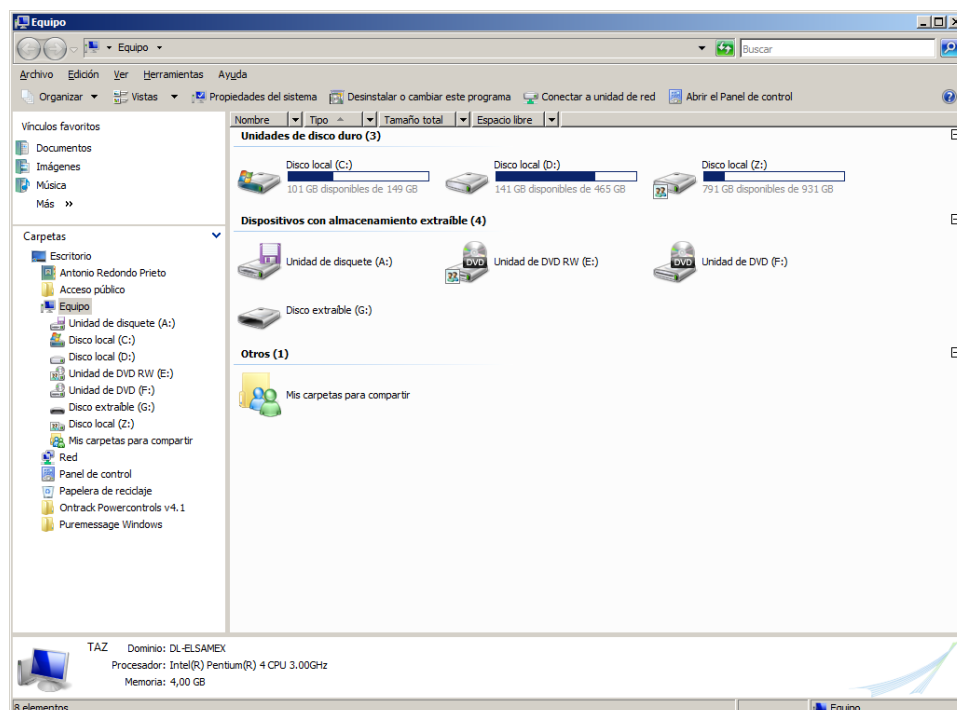 Equipo
Equipo
Buscar
Archivo Edición Ver Herramientas Ayuda
Organizar Vistas Propiedades del sistema Desinstalar o cambiar este programa Conectar a unidad de red Abrir el Panel de control
Vínculos favoritos
Documentos
Imágenes
Música
Más »
Carpetas
Escritorio
Antonio Redondo Prieto
Acceso público
Equipo
Unidad de disquete (A:)
Disco local (C:)
Disco local (D:)
Unidad de DVD RW (E:)
Unidad de DVD (F:)
Disco extraíble (G:)
Disco local (Z:)
Mis carpetas para compartir
Red
Panel de control
Papelera de reciclaje
Ontrack Powercontrols v4.1
Puremessage Windows
Nombre Tipo Tamaño total Espacio libre
Unidades de disco duro (3)
Disco local (C:)
101 GB disponibles de 149 GB
Disco local (D:)
141 GB disponibles de 465 GB
Disco local (Z:)
791 GB disponibles de 931 GB
Dispositivos con almacenamiento extraíble (4)
Unidad de disquete (A:)
DVD
Unidad de DVD RW (E:)
DVD
Unidad de DVD (F:)
Disco extraíble (G:)
Otros (1)
Mis carpetas para compartir
TAZ Dominio: DL-ELSAMEX
Procesador: Intel(R) Pentium(R) 4 CPU 3.00GHz
Memoria: 4,00 GB
8 elementos
Equipo